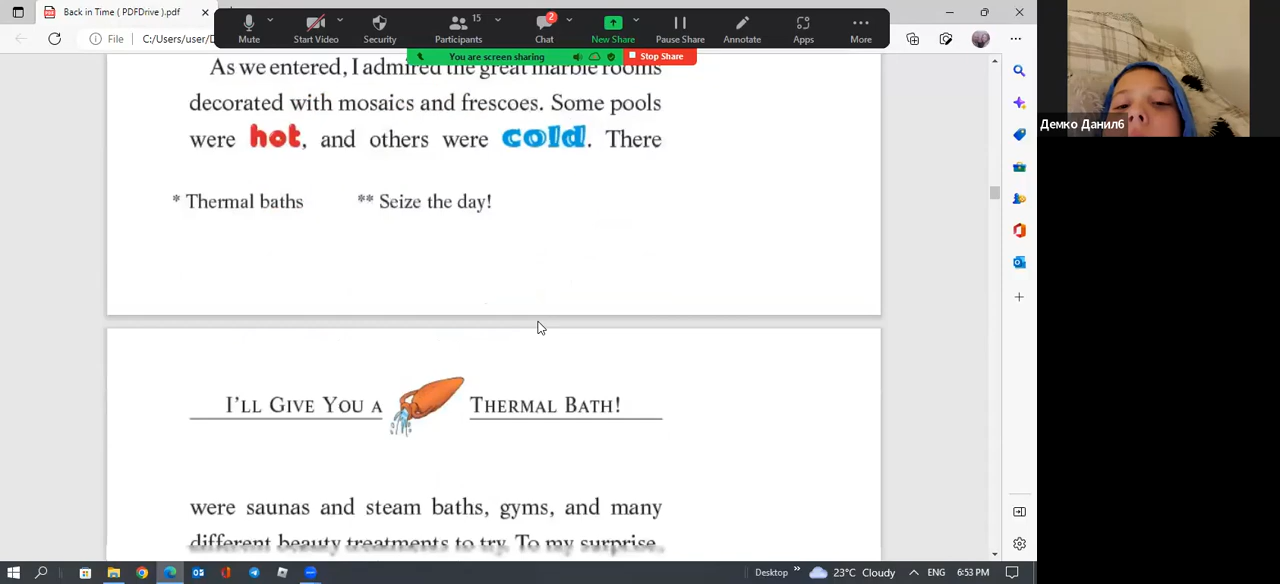 Back in Time ( PDFDrive ).pdf
File
C:/Users/user/D
Mute
Start Video
Security
15
Participants
2
Chat
New Share
Pause Share
Annotate
Apps
More
You are screen sharing
Stop Share
As we entered, I admired the great marble rooms
decorated with mosaics and frescoes. Some pools
were hot, and others were cold. There
* Thermal baths ** Seize the day!
I'LL GIVE YOU A THERMAL BATH!
were saunas and steam baths, gyms, and many
different beauty treatments to try. To my surprise,
Демко Данил6
Desktop
23°C Cloudy
ENG
6:53 PM